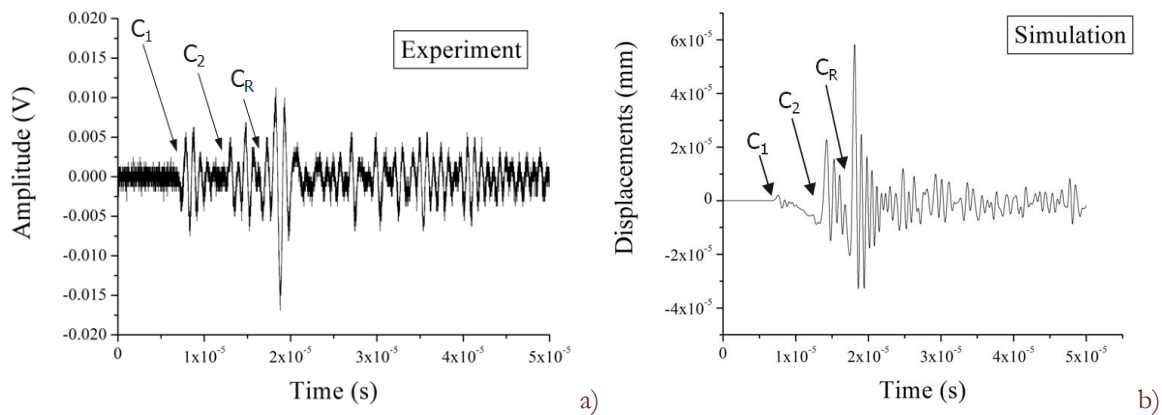 0.020
0.015
0.010
0.005
0.000
-0.005
-0.010
-0.015
-0.020
Amplitude (V)
C₁
C₂
C_R
Experiment
0
1x10⁻⁵
2x10⁻⁵
3x10⁻⁵
4x10⁻⁵
5x10⁻⁵
Time (s)
a)
6x10⁻⁵
4x10⁻⁵
2x10⁻⁵
0
-2x10⁻⁵
-4x10⁻⁵
Displacements (mm)
C₁
C₂
C_R
Simulation
0
1x10⁻⁵
2x10⁻⁵
3x10⁻⁵
4x10⁻⁵
5x10⁻⁵
Time (s)
b)